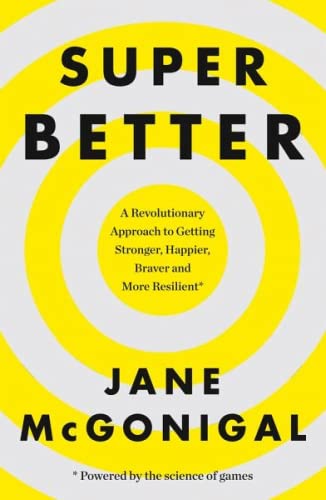 SUPER
BETTER
A Revolutionary
Approach to Getting
Stronger, Happier,
Braver and
More Resilient*
JANE
McGONIGAL
* Powered by the science of games